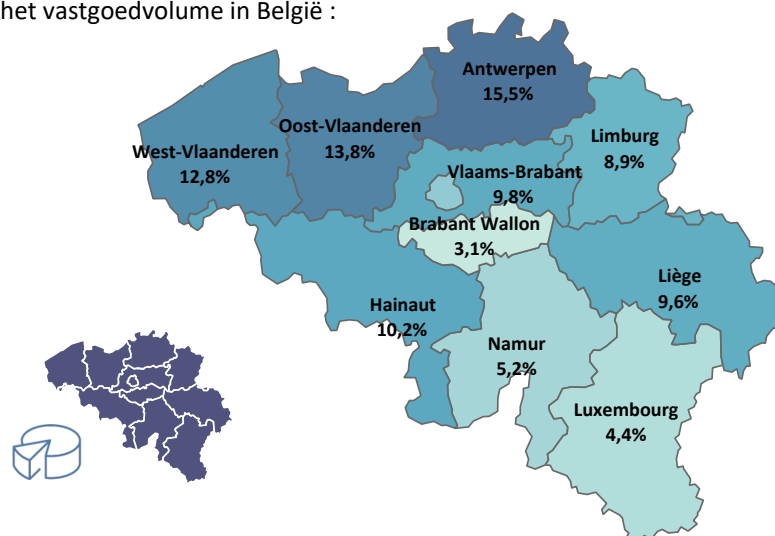 het vastgoedvolume in België :
Antwerpen
15,5%
Oost-Vlaanderen
13,8%
West-Vlaanderen
12,8%
Limburg
8,9%
Vlaams-Brabant
9,8%
Brabant Wallon
3,1%
Liège
9,6%
Hainaut
10,2%
Namur
5,2%
Luxembourg
4,4%